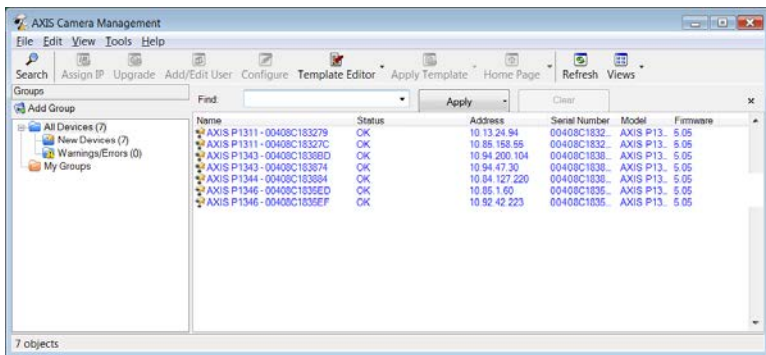 AXIS Camera Management
File Edit View Tools Help
Search Assign IP Upgrade Add/Edit User Configure Template Editor Apply Template Home Page Refresh Views
Groups
Add Group
All Devices (7)
New Devices (7)
Warnings/Errors (0)
My Groups
Find: Apply Clear x
Name Status Address Serial Number Model Firmware
AXIS P1311 - 00408C183279 OK 10.13.24.94 00408C1832... AXIS P13... 5.05
AXIS P1311 - 00408C18327C OK 10.85.158.55 00408C1832... AXIS P13... 5.05
AXIS P1343 - 00408C1838BD OK 10.94.200.104 00408C1838... AXIS P13... 5.05
AXIS P1343 - 00408C183874 OK 10.94.47.30 00408C1838... AXIS P13... 5.05
AXIS P1344 - 00408C183884 OK 10.84.127.220 00408C1838... AXIS P13... 5.05
AXIS P1346 - 00408C1835ED OK 10.85.1.60 00408C1835... AXIS P13... 5.05
AXIS P1346 - 00408C1835EF OK 10.92.42.223 00408C1835... AXIS P13... 5.05
7 objects